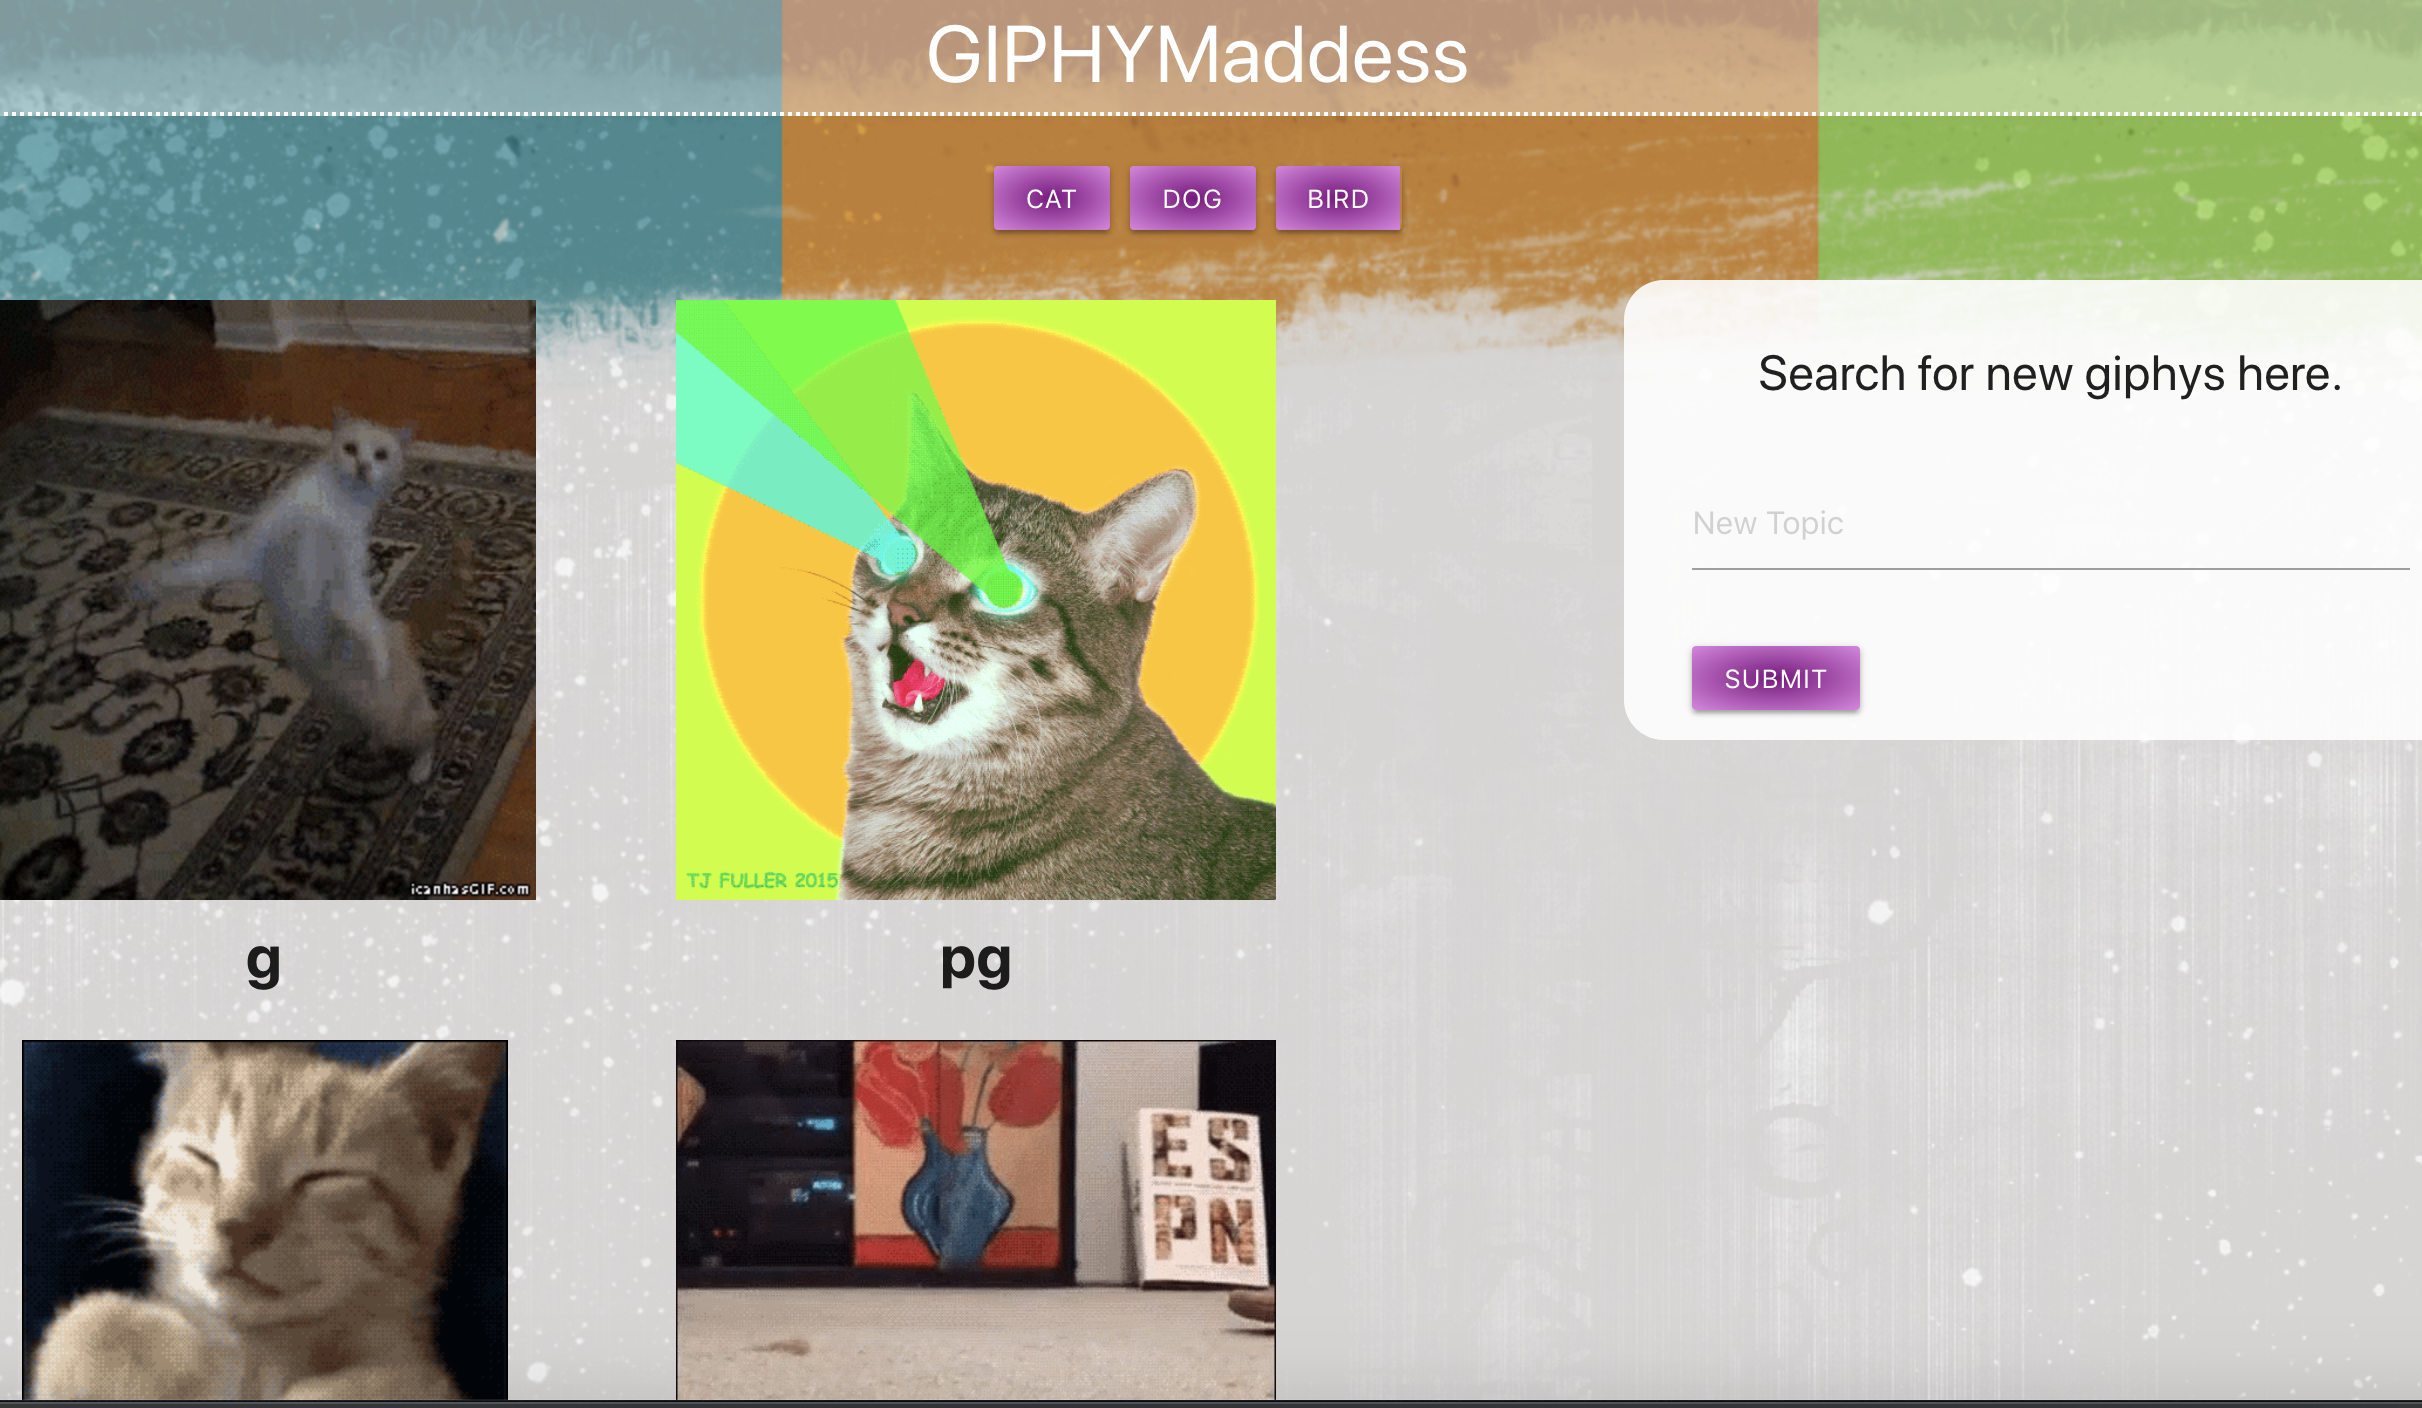 GIPHYMaddess
CAT
DOG
BIRD
Search for new giphys here.
New Topic
SUBMIT
icanhasGIF.com
TJ FULLER 2015
g
pg
ES
PN